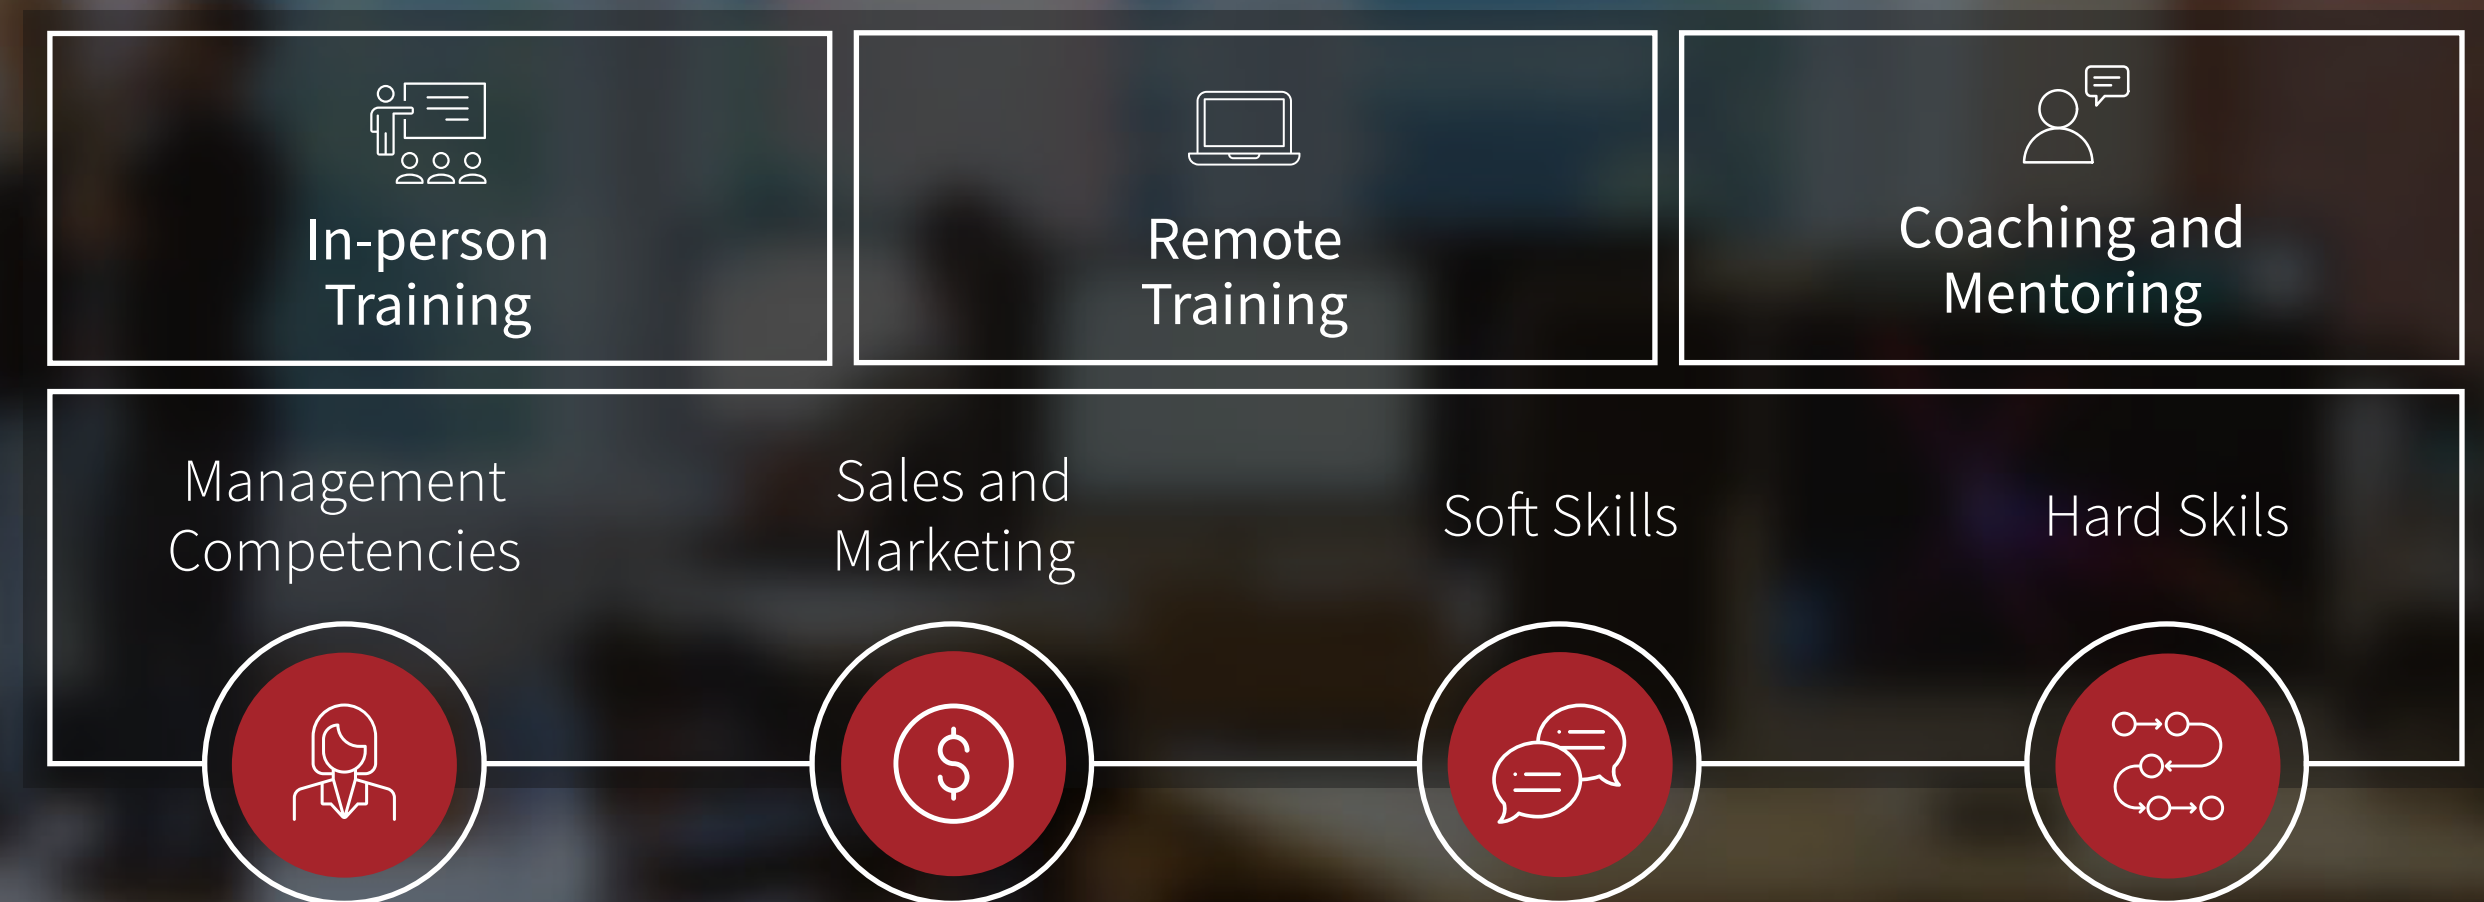 In-person
Training
Remote
Training
Coaching and
Mentoring
Management
Competencies
Sales and
Marketing
Soft Skills
Hard Skils
$